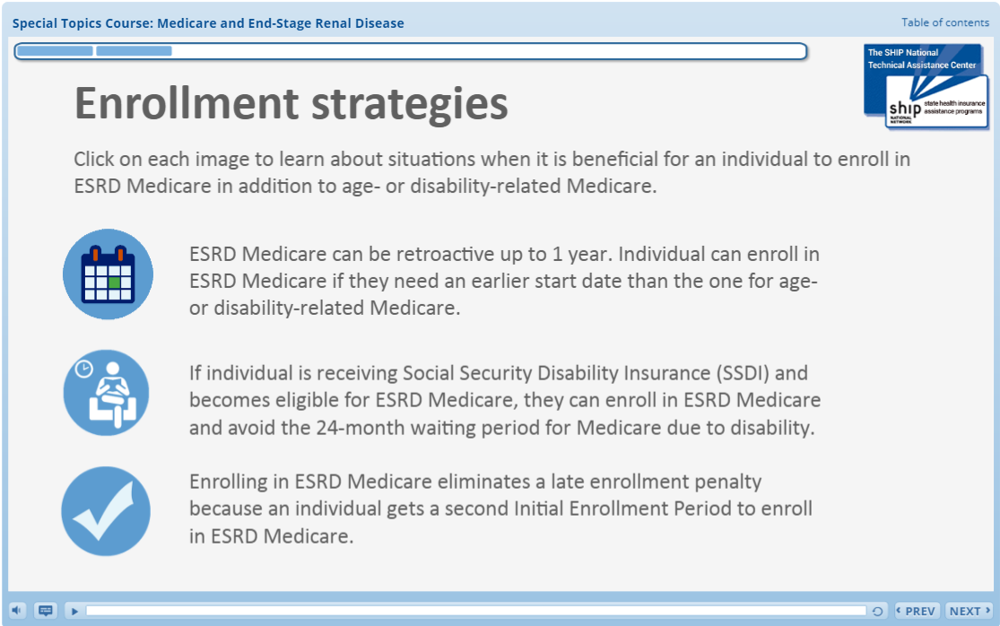 Special Topics Course: Medicare and End-Stage Renal Disease
Table of contents
The SHIP National
Technical Assistance Center
ship
NATIONAL
NETWORK
state health insurance
assistance programs
Enrollment strategies
Click on each image to learn about situations when it is beneficial for an individual to enroll in
ESRD Medicare in addition to age- or disability-related Medicare.
ESRD Medicare can be retroactive up to 1 year. Individual can enroll in
ESRD Medicare if they need an earlier start date than the one for age-
or disability-related Medicare.
If individual is receiving Social Security Disability Insurance (SSDI) and
becomes eligible for ESRD Medicare, they can enroll in ESRD Medicare
and avoid the 24-month waiting period for Medicare due to disability.
Enrolling in ESRD Medicare eliminates a late enrollment penalty
because an individual gets a second Initial Enrollment Period to enroll
in ESRD Medicare.
PREV
NEXT